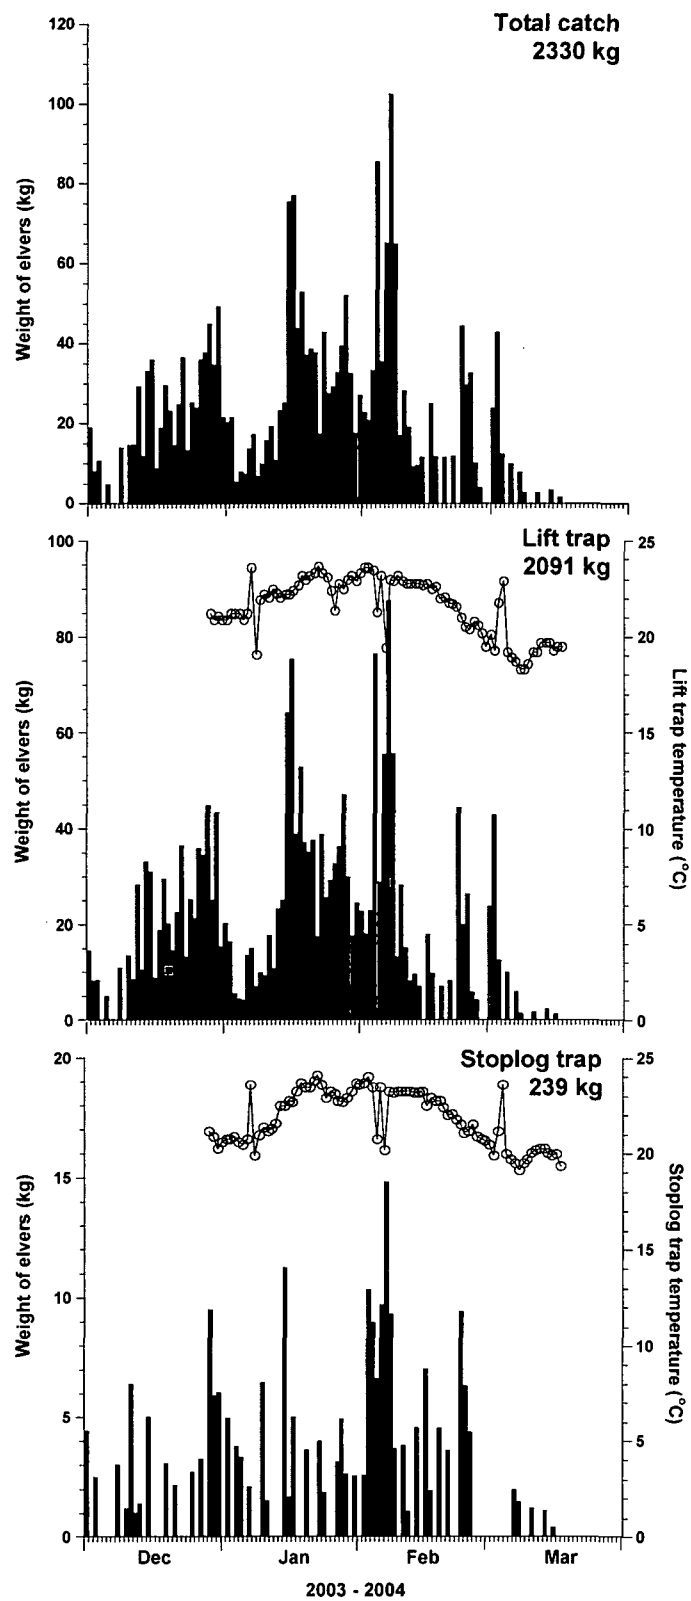 Total catch
2330 kg
120
100
80
60
40
20
0
Weight of elvers (kg)
Lift trap
2091 kg
100
80
60
40
20
0
Weight of elvers (kg)
25
20
15
10
5
0
Lift trap temperature (°C)
Stoplog trap
239 kg
20
15
10
5
0
Weight of elvers (kg)
25
20
15
10
5
0
Stoplog trap temperature (°C)
Dec Jan Feb Mar
2003 - 2004